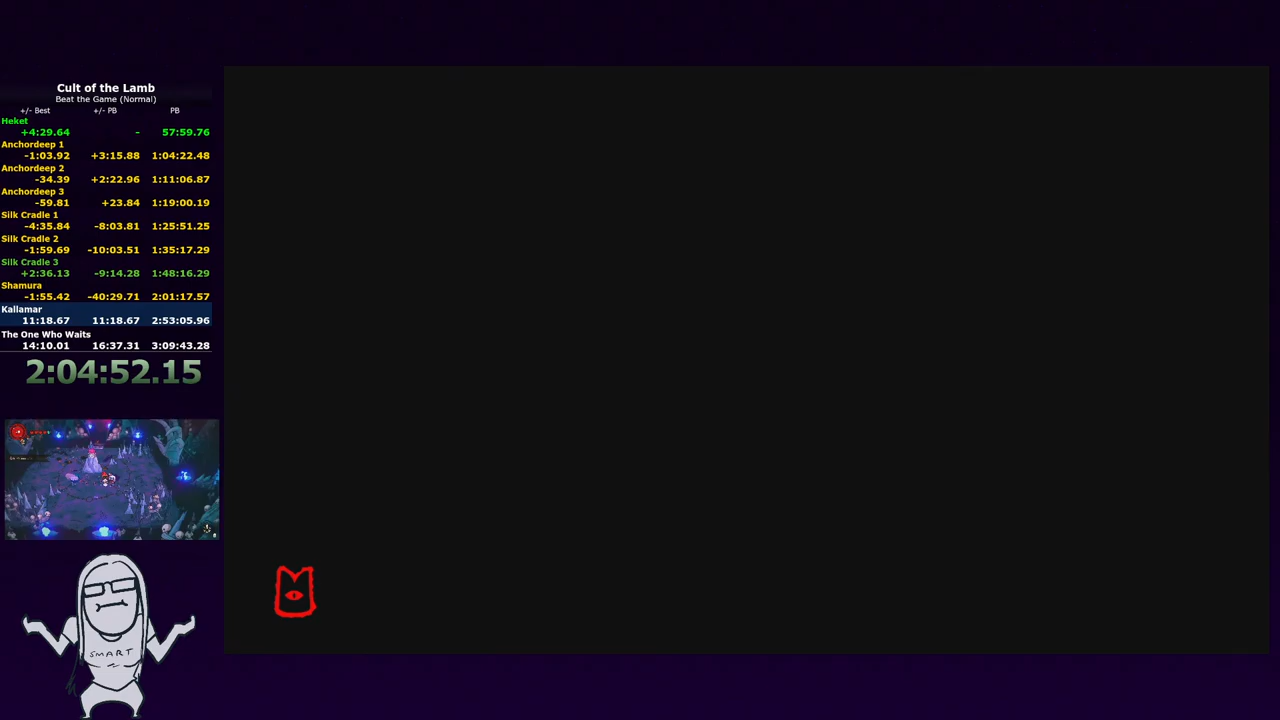 Cult of the Lamb
Beat the Game (Normal)
+/- Best +/- PB PB
Heket
+4:29.64 - 57:59.76
Anchordeep 1
-1:03.92 +3:15.88 1:04:22.48
Anchordeep 2
-34.39 +2:22.96 1:11:06.87
Anchordeep 3
-59.81 +23.84 1:19:00.19
Silk Cradle 1
-4:35.84 -8:03.81 1:25:51.25
Silk Cradle 2
-1:59.69 -10:03.51 1:35:17.29
Silk Cradle 3
+2:36.13 -9:14.28 1:48:16.29
Shamura
-1:55.42 -40:29.71 2:01:17.57
Kallamar
11:18.67 11:18.67 2:53:05.96
The One Who Waits
14:10.01 16:37.31 3:09:43.28
2:04:52.15
SMART